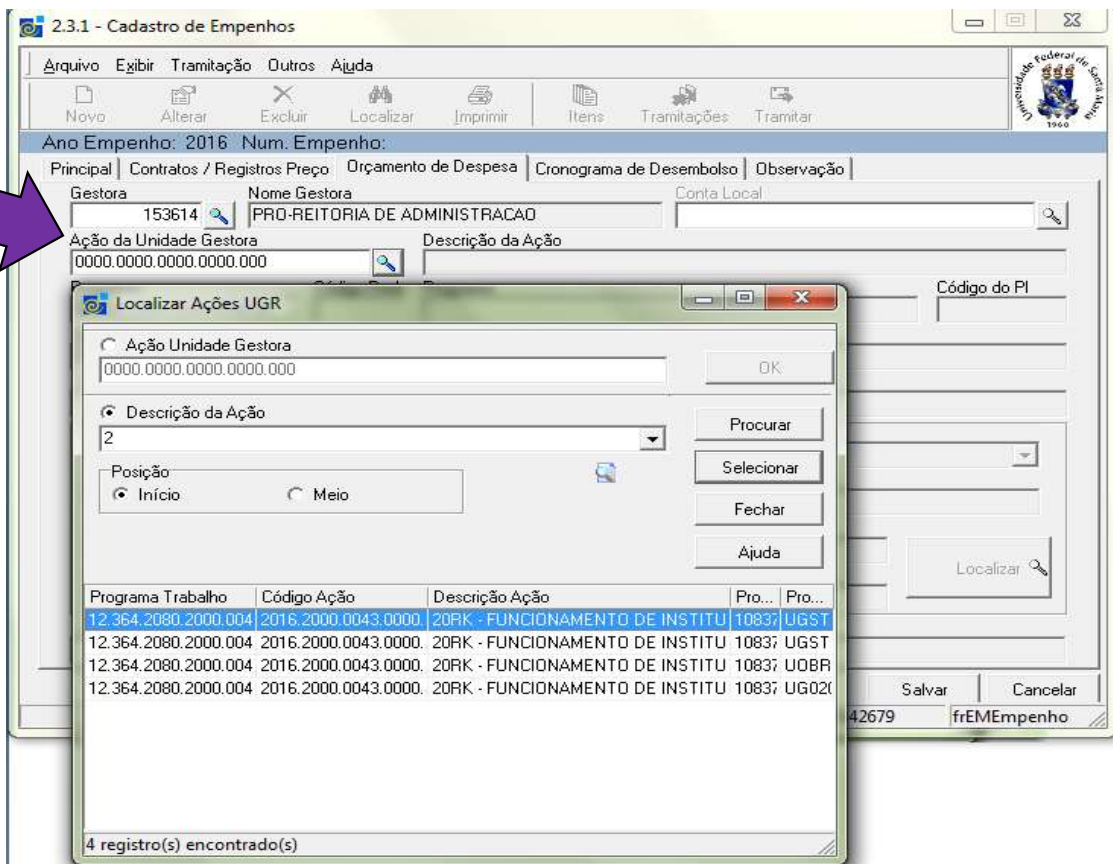 2.3.1 - Cadastro de Empenhos
Arquivo Exibir Tramitação Outros Ajuda
Novo Alterar Excluir Localizar Imprimir Itens Tramitações Tramitar
Universidade Federal de Santa Maria 1960
Ano Empenho: 2016 Num. Empenho:
Principal Contratos / Registros Preço Orçamento de Despesa Cronograma de Desembolso Observação
Gestora Nome Gestora Conta Local
153614 PRO-REITORIA DE ADMINISTRACAO
Ação da Unidade Gestora Descrição da Ação
0000.0000.0000.0000.000
Código do PI
Localizar Ações UGR
Ação Unidade Gestora
0000.0000.0000.0000.000 OK
Descrição da Ação
2
Procurar
Posição
Início Meio
Selecionar
Fechar
Ajuda
Localizar
Programa Trabalho Código Ação Descrição Ação Pro... Pro...
12.364.2080.2000.004 2016.2000.0043.0000. 20RK - FUNCIONAMENTO DE INSTITU 10837 UGST
12.364.2080.2000.004 2016.2000.0043.0000. 20RK - FUNCIONAMENTO DE INSTITU 10837 UGST
12.364.2080.2000.004 2016.2000.0043.0000. 20RK - FUNCIONAMENTO DE INSTITU 10837 UOBR
12.364.2080.2000.004 2016.2000.0043.0000. 20RK - FUNCIONAMENTO DE INSTITU 10837 UG020
Salvar Cancelar
42679 frEMEmpenho
4 registro(s) encontrado(s)